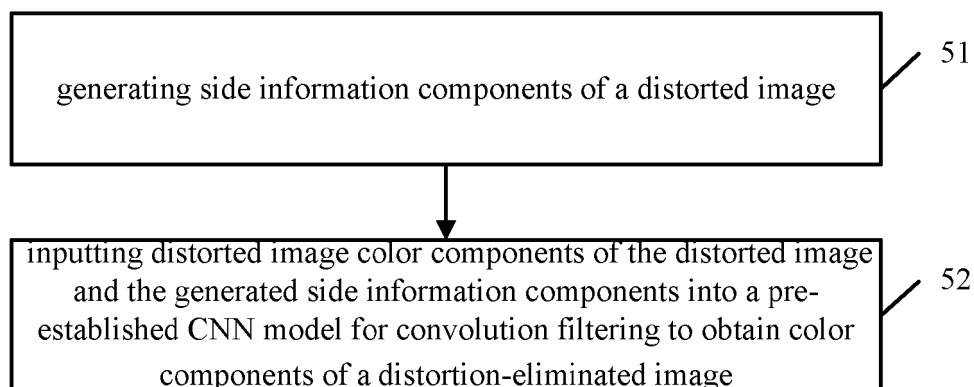 51
generating side information components of a distorted image
inputting distorted image color components of the distorted image
and the generated side information components into a pre-
established CNN model for convolution filtering to obtain color
components of a distortion-eliminated image
52